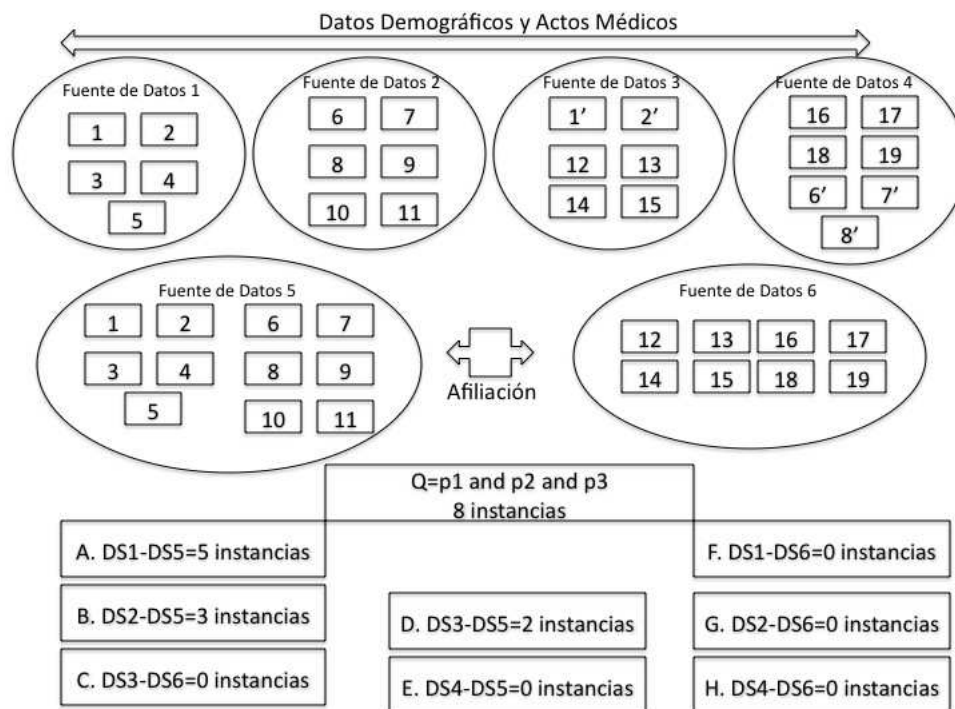 Datos Demográficos y Actos Médicos
Fuente de Datos 1
1 2
3 4
5
Fuente de Datos 2
6 7
8 9
10 11
Fuente de Datos 3
1’ 2’
12 13
14 15
Fuente de Datos 4
16 17
18 19
6’ 7’
8’
Fuente de Datos 5
1 2 6 7
3 4 8 9
5
10 11
Afiliación
Fuente de Datos 6
12 13 16 17
14 15 18 19
Q=p1 and p2 and p3
8 instancias
A. DS1-DS5=5 instancias
B. DS2-DS5=3 instancias
C. DS3-DS6=0 instancias
D. DS3-DS5=2 instancias
E. DS4-DS5=0 instancias
F. DS1-DS6=0 instancias
G. DS2-DS6=0 instancias
H. DS4-DS6=0 instancias